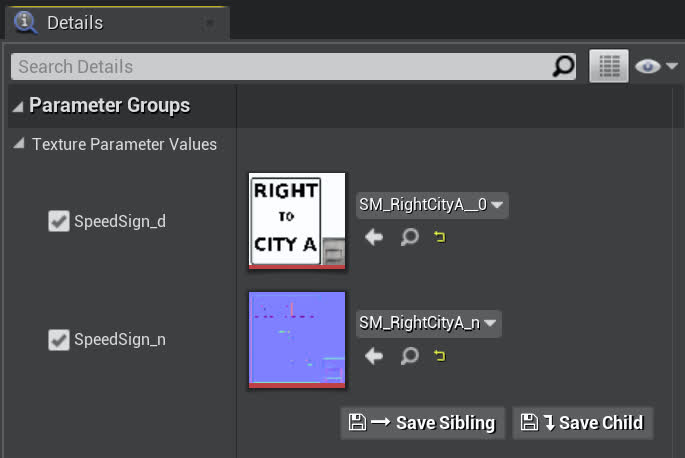 Details
Search Details
Parameter Groups
Texture Parameter Values
SpeedSign_d
RIGHT
TO
CITY A
SM_RightCityA__0
SpeedSign_n
SM_RightCityA_n
Save Sibling
Save Child